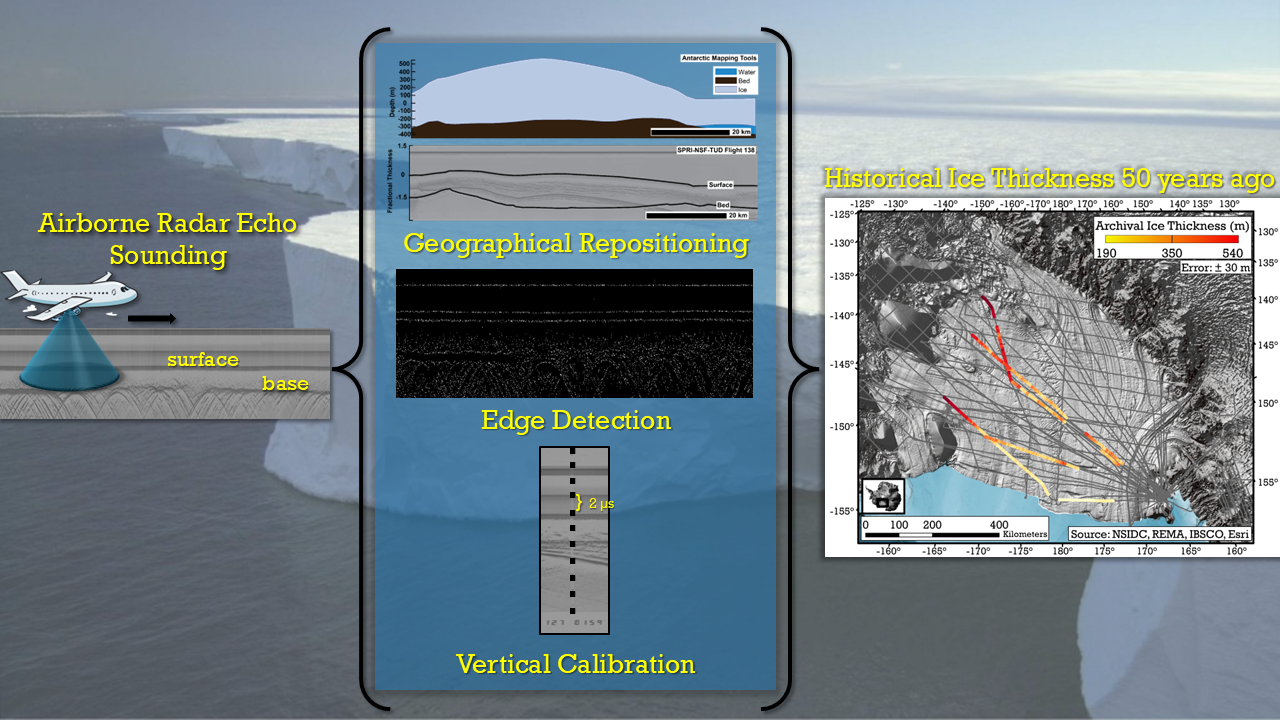 Airborne Radar Echo
Sounding
surface
base
Antarctic Mapping Tools
Water
Bed
Ice
Depth (m)
500
400
300
200
100
0
-100
-200
-300
-400
20 km
SPRI-NSF-TUD Flight 138
Fractional Thickness
1.5
0
-1.5
Surface
Bed
20 km
Geographical Repositioning
Edge Detection
} 2 µs
127 0159
Vertical Calibration
Historical Ice Thickness 50 years ago
-125° -130° -140° -150° -160° -170° 180° 170° 160° 150° 140° 135° 130°
-125°
-130°
-135°
-140°
-145°
-150°
-155°
130°
135°
140°
145°
150°
155°
Archival Ice Thickness (m)
190 350 540
Error: ± 30 m
0 100 200 400
Kilometers
Source: NSIDC, REMA, IBSCO, Esri
-160° -165° -170° -175° 180° 175° 170° 165° 160°